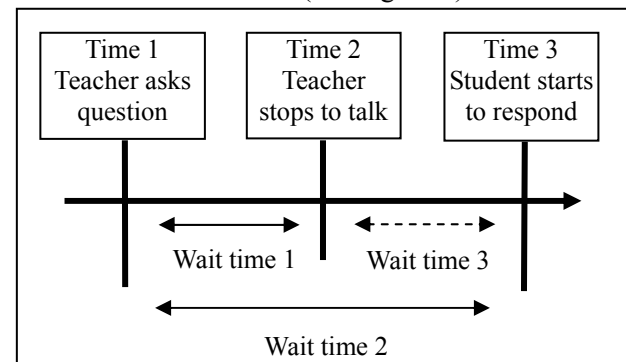 Time 1
Teacher asks
question
Time 2
Teacher
stops to talk
Time 3
Student starts
to respond
Wait time 1
Wait time 3
Wait time 2